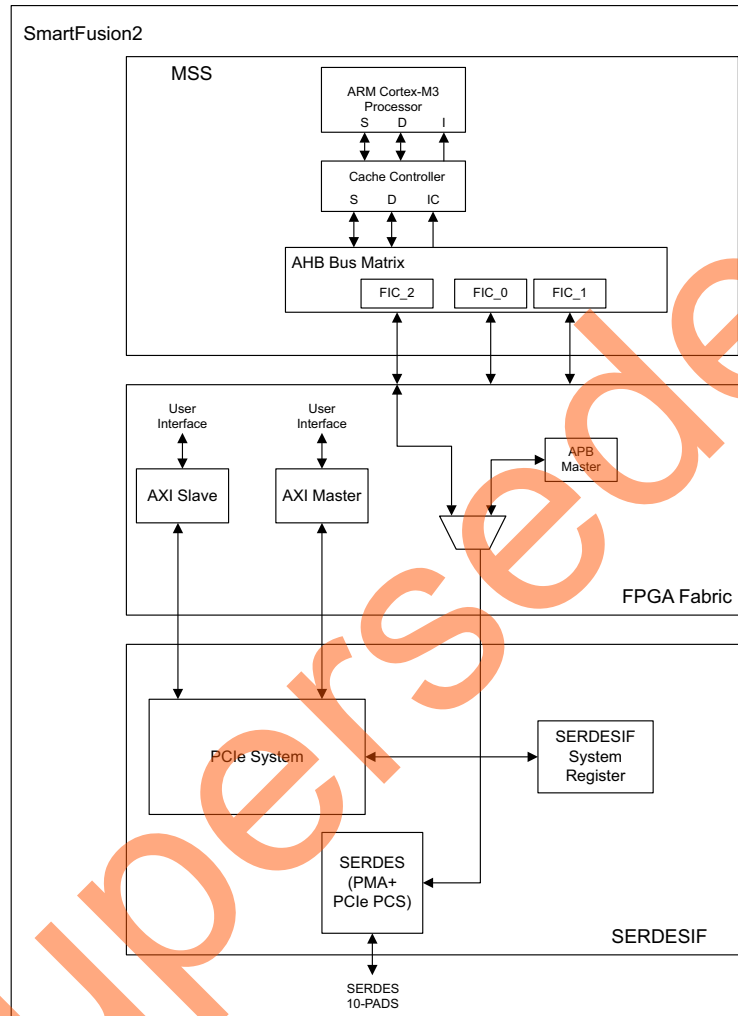 SmartFusion2
MSS
ARM Cortex-M3
Processor
S D I
Cache Controller
S D IC
AHB Bus Matrix
FIC_2 FIC_0 FIC_1
User
Interface
User
Interface
AXI Slave
AXI Master
APB
Master
FPGA Fabric
PCIe System
SERDESIF
System
Register
SERDES
(PMA+
PCIe PCS)
SERDESIF
SERDES
10-PADS
upersede